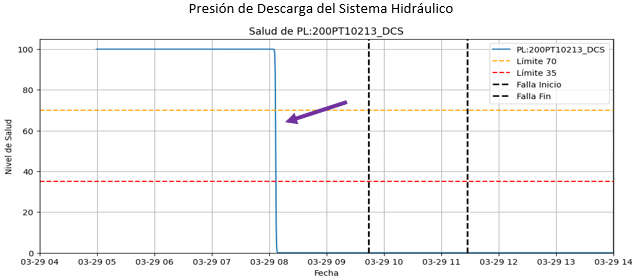 Presión de Descarga del Sistema Hidráulico
Salud de PL:200PT10213_DCS
100
80
60
40
20
0
Nivel de Salud
PL:200PT10213_DCS
Límite 70
Límite 35
Falla Inicio
Falla Fin
03-29 04 03-29 05 03-29 06 03-29 07 03-29 08 03-29 09 03-29 10 03-29 11 03-29 12 03-29 13 03-29 14
Fecha